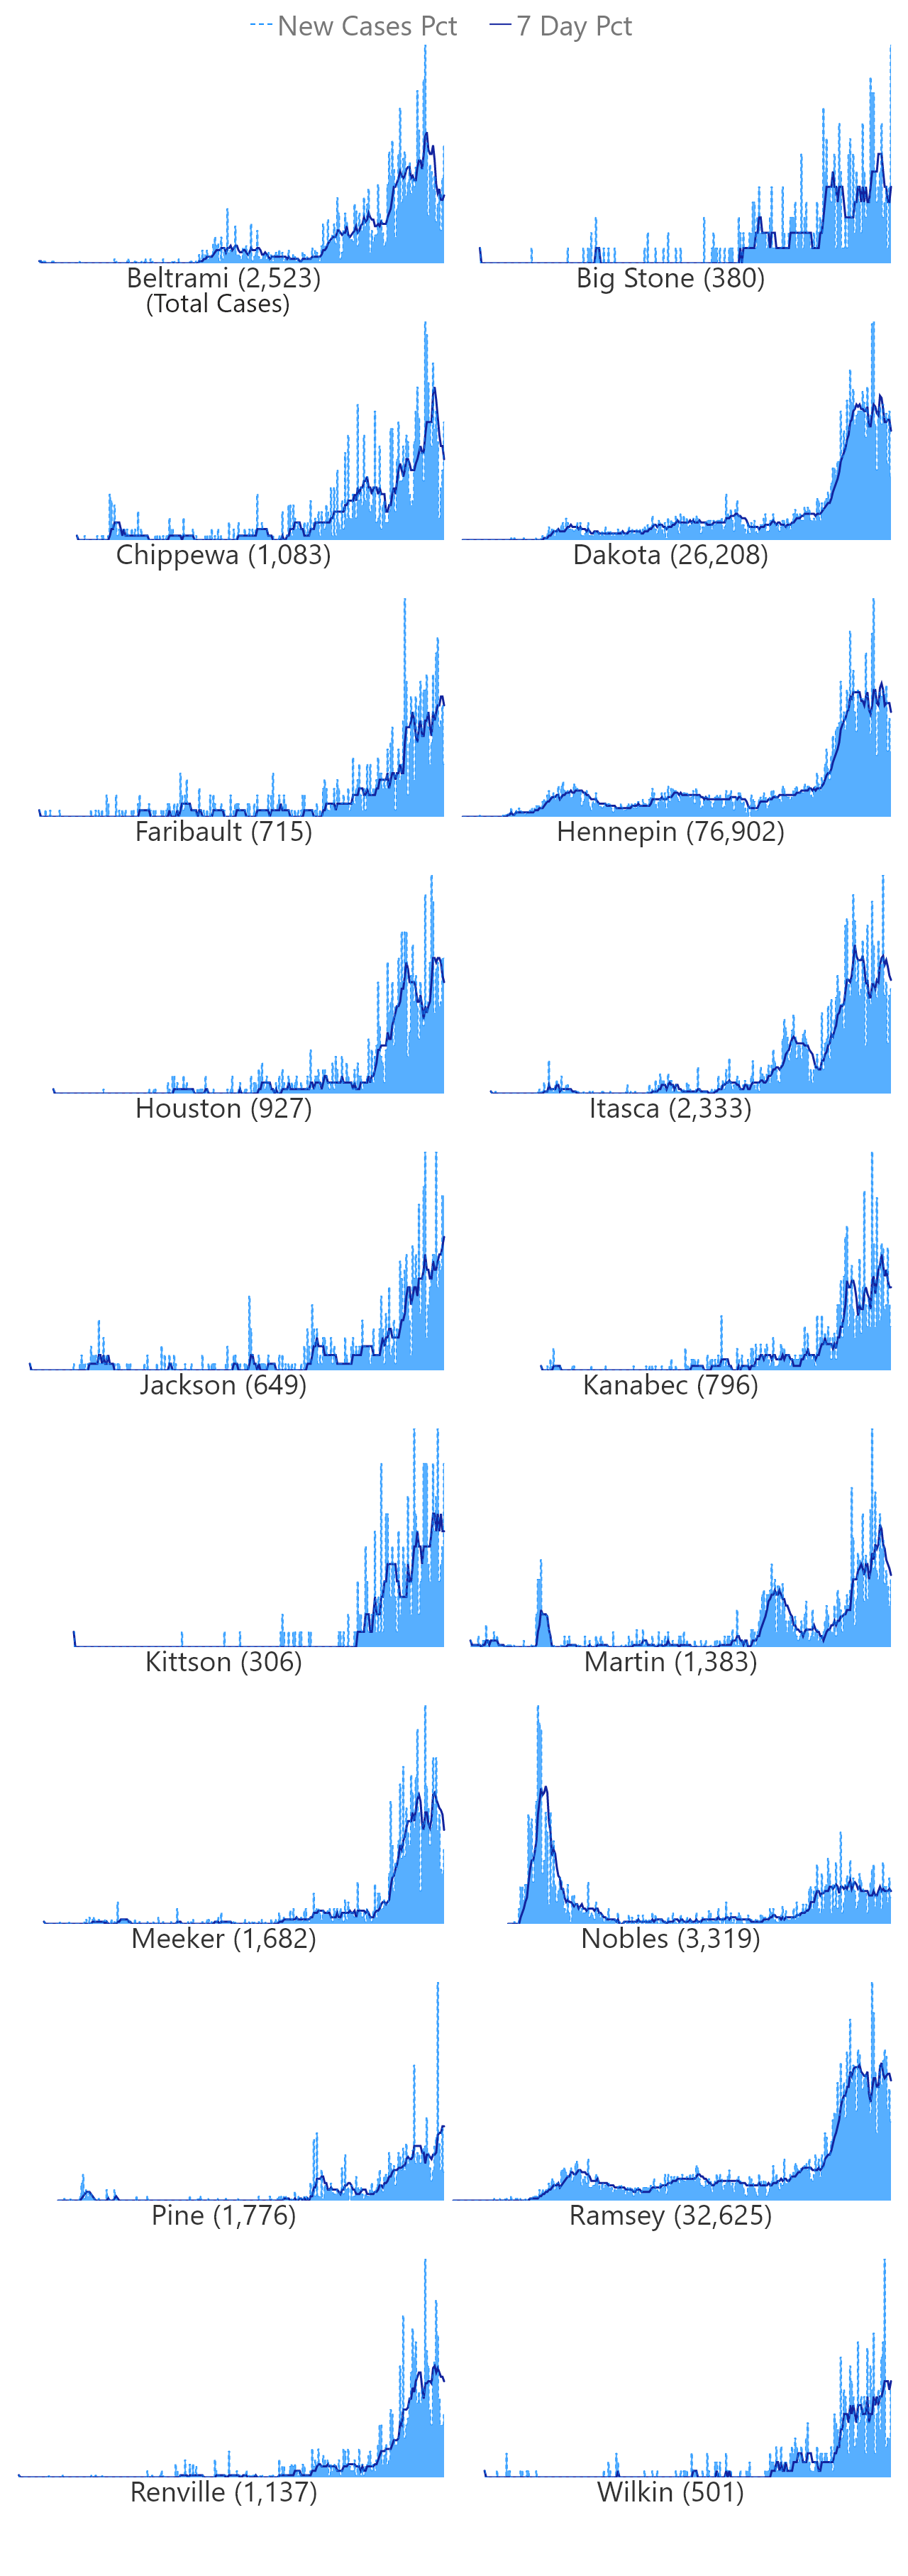 New Cases Pct 7 Day Pct
Beltrami (2,523)
(Total Cases)
Big Stone (380)
Chippewa (1,083)
Dakota (26,208)
Faribault (715)
Hennepin (76,902)
Houston (927)
Itasca (2,333)
Jackson (649)
Kanabec (796)
Kittson (306)
Martin (1,383)
Meeker (1,682)
Nobles (3,319)
Pine (1,776)
Ramsey (32,625)
Renville (1,137)
Wilkin (501)